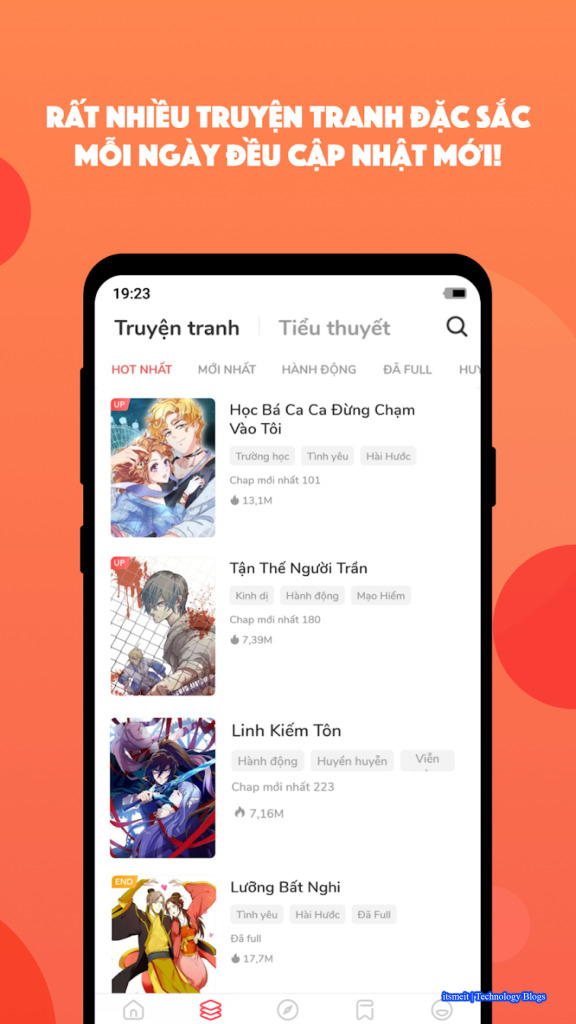 RẤT NHIỀU TRUYỆN TRANH ĐẶC SẮC
MỖI NGÀY ĐỀU CẬP NHẬT MỚI!
19:23
Truyện tranh Tiểu thuyết
HOT NHẤT MỚI NHẤT HÀNH ĐỘNG ĐÃ FULL
UP
Học Bá Ca Ca Đừng Chạm
Vào Tôi
Trường học Tình yêu Hài Hước
Chap mới nhất 101
13,1M
UP
Tận Thế Người Trần
Kinh dị Hành động Mạo Hiểm
Chap mới nhất 180
7,39M
Linh Kiếm Tôn
Hành động Huyền huyễn Viễn
Chap mới nhất 223
7,16M
END
Lưỡng Bất Nghi
Tình yêu Hài Hước Đã Full
Đã full
17,7M
itsmeit | Technology Blogs